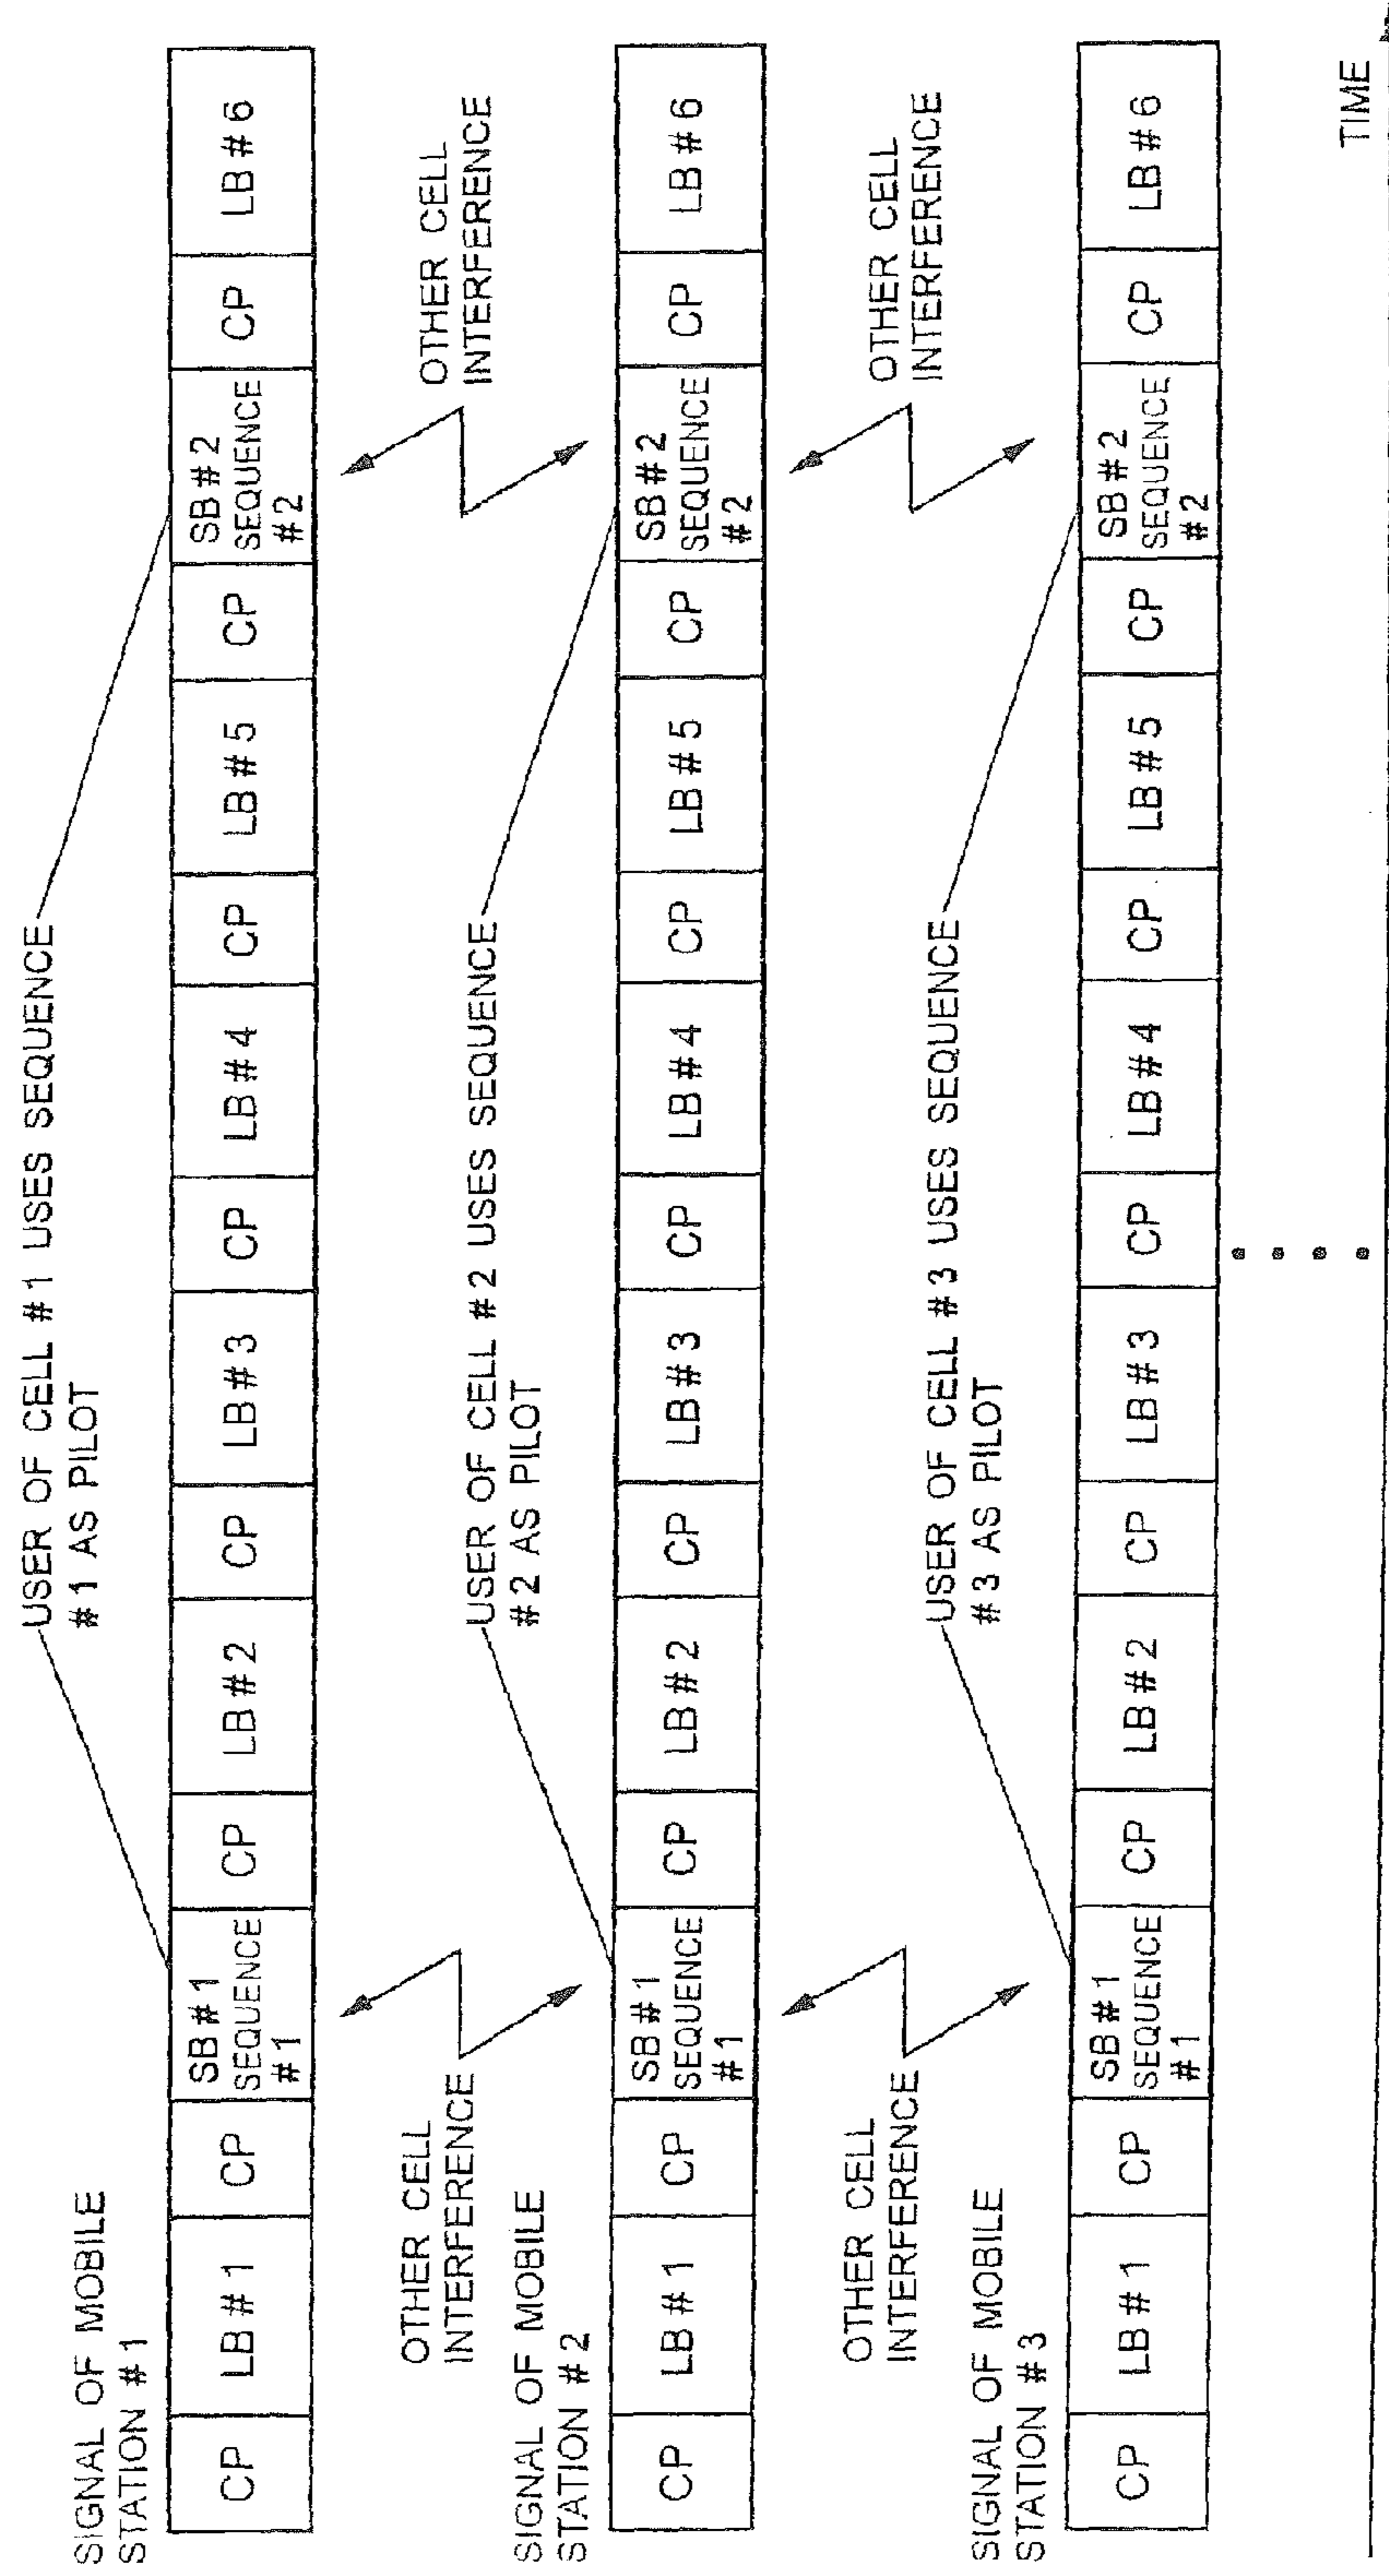 USER OF CELL #1 USES SEQUENCE
#1 AS PILOT
SIGNAL OF MOBILE
STATION #1
CP
LB#1
CP
SB#1
SEQUENCE
#1
CP
LB#2
CP
LB#3
CP
LB#4
CP
LB#5
CP
SB#2
SEQUENCE
#2
CP
LB#6
OTHER CELL
INTERFERENCE
OTHER CELL
INTERFERENCE
USER OF CELL #2 USES SEQUENCE
#2 AS PILOT
SIGNAL OF MOBILE
STATION #2
CP
LB#1
CP
SB#1
SEQUENCE
#1
CP
LB#2
CP
LB#3
CP
LB#4
CP
LB#5
CP
SB#2
SEQUENCE
#2
CP
LB#6
OTHER CELL
INTERFERENCE
OTHER CELL
INTERFERENCE
USER OF CELL #3 USES SEQUENCE
#3 AS PILOT
SIGNAL OF MOBILE
STATION #3
CP
LB#1
CP
SB#1
SEQUENCE
#1
CP
LB#2
CP
LB#3
CP
LB#4
CP
LB#5
CP
SB#2
SEQUENCE
#2
CP
LB#6
TIME